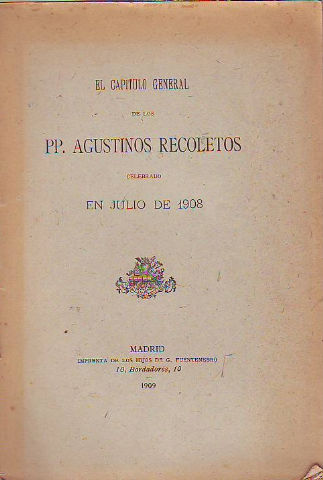 EL CAPITULO GENERAL
DE LOS
PP. AGUSTINOS RECOLETOS
CELEBRADO
EN JULIO DE 1908
MADRID
IMPRENTA DE LOS HIJOS DE G. FUENTENEBRO
10, Bordadores, 10
1909